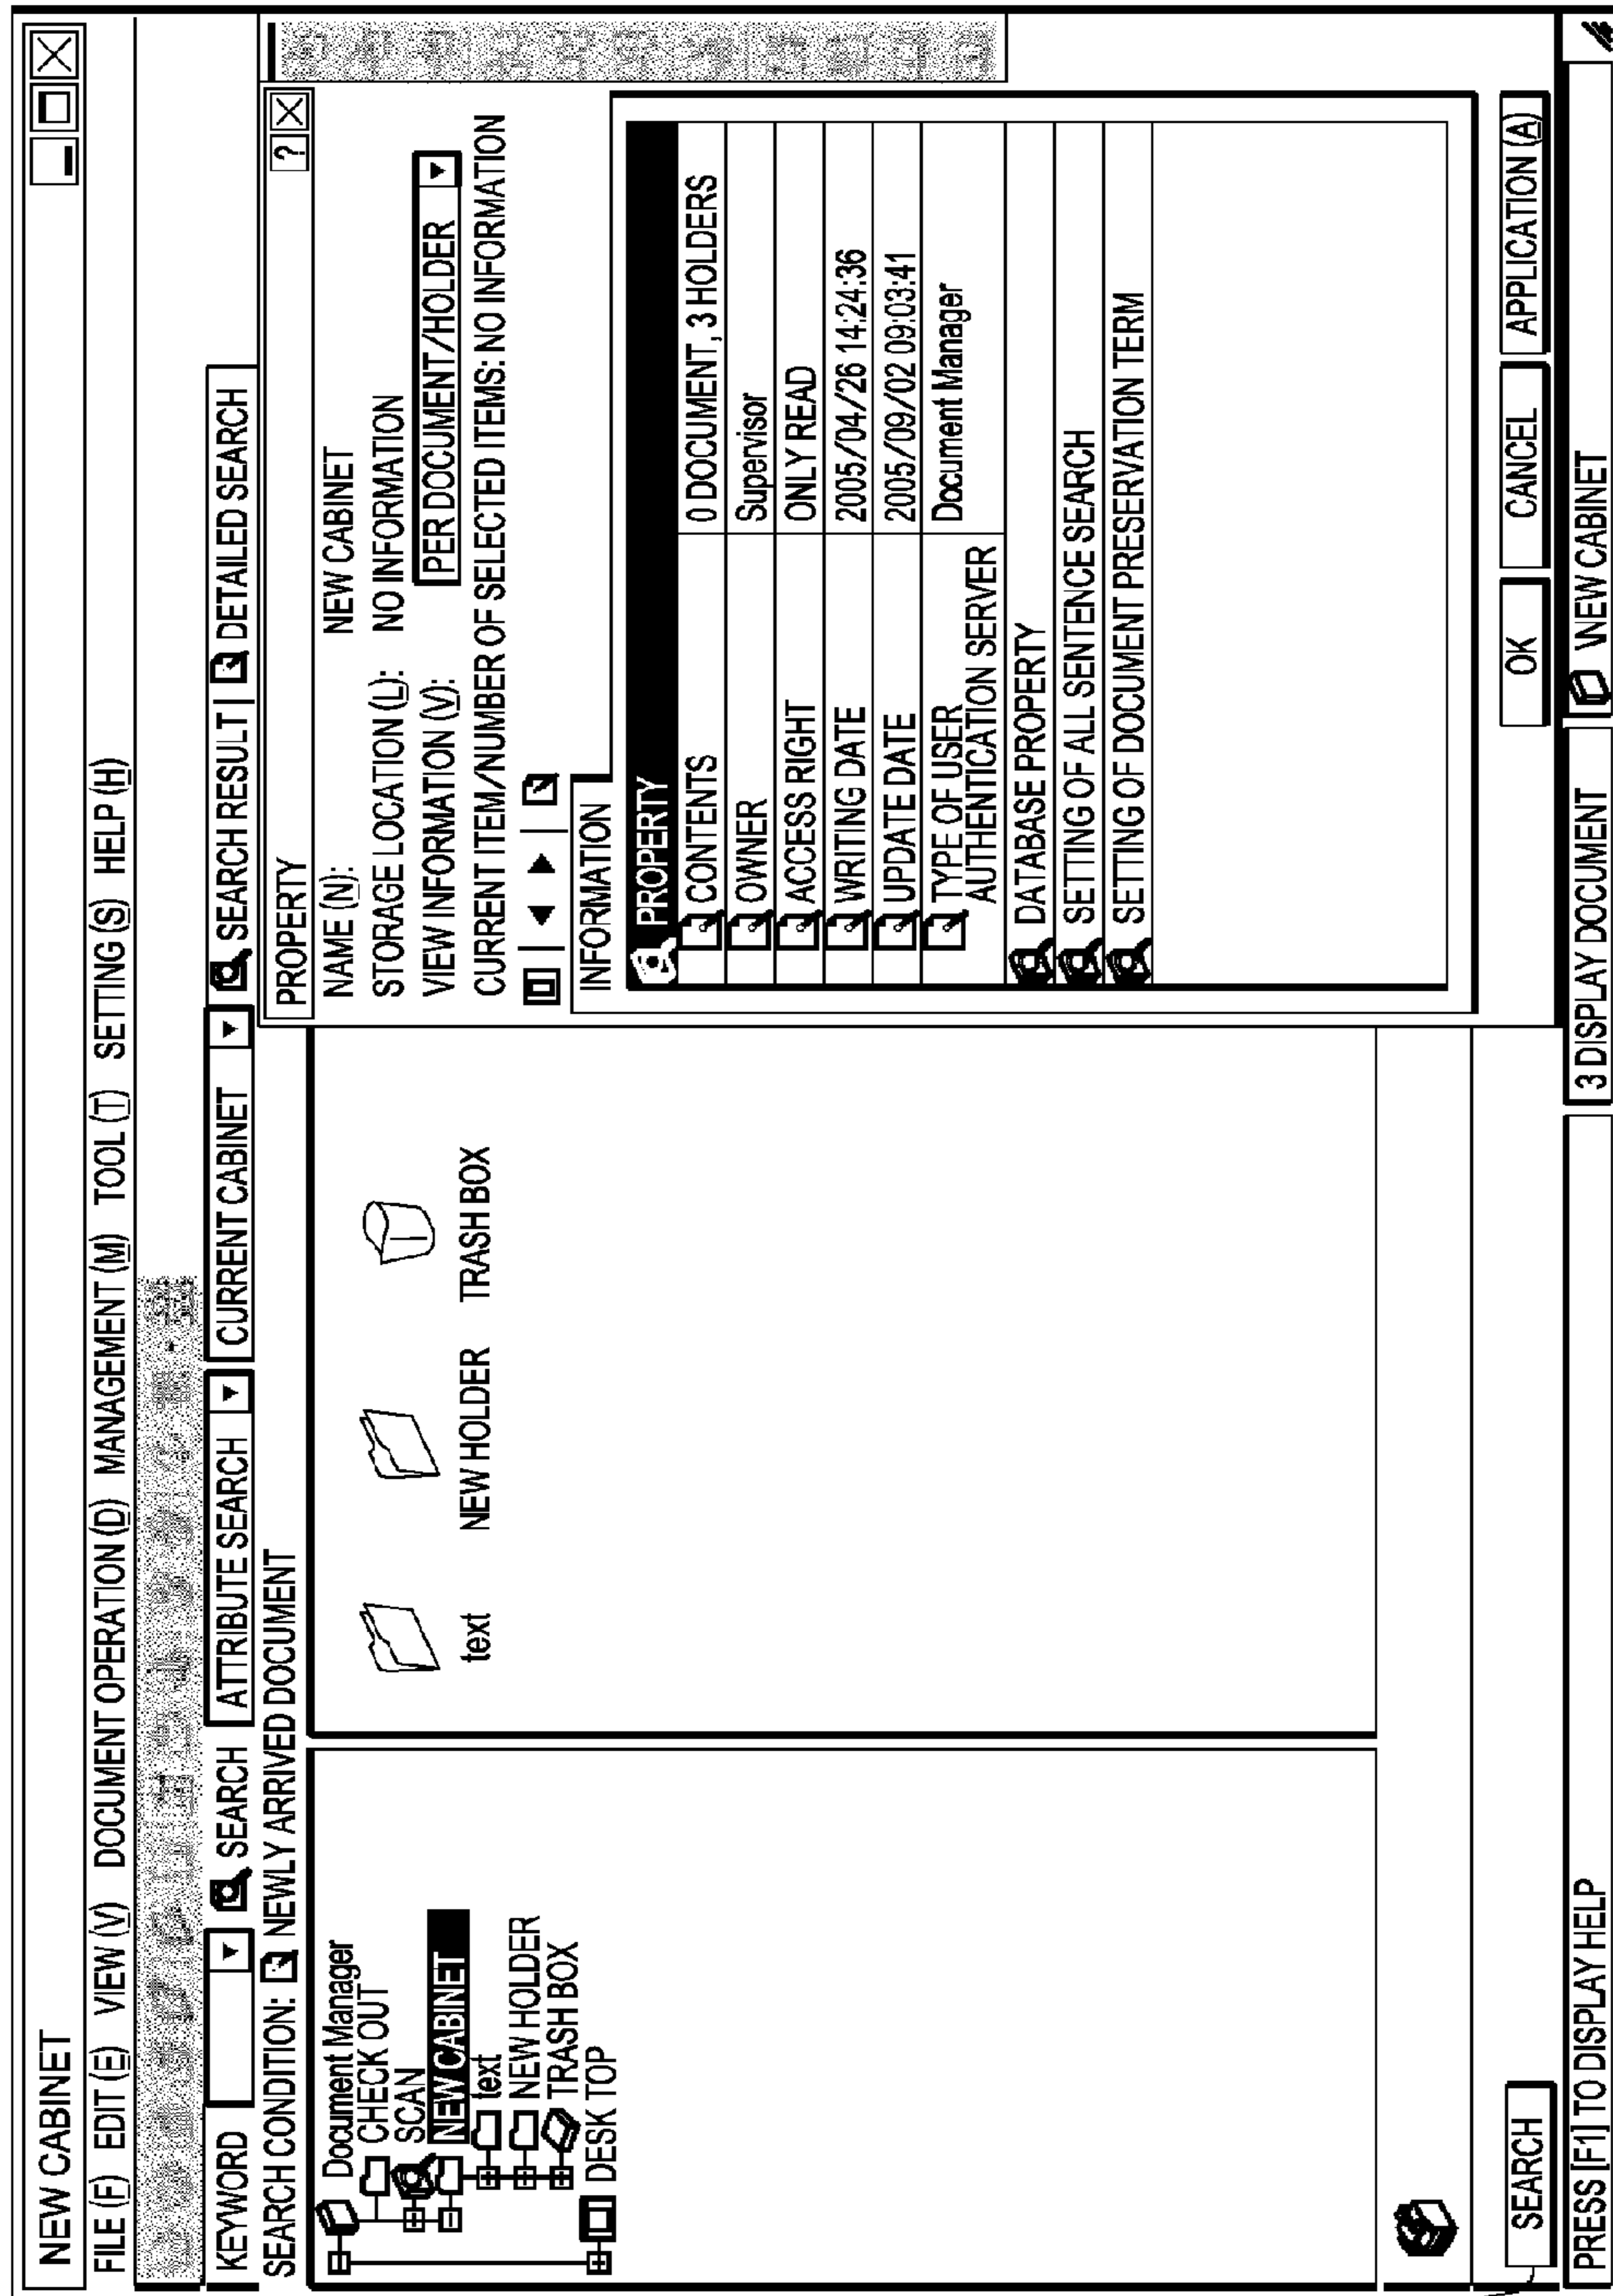 NEW CABINET
FILE (F) EDIT (E) VIEW (V) DOCUMENT OPERATION (D) MANAGEMENT (M) TOOL (T) SETTING (S) HELP (H)
KEYWORD SEARCH ATTRIBUTE SEARCH CURRENT CABINET SEARCH RESULT DETAILED SEARCH
SEARCH CONDITION: NEWLY ARRIVED DOCUMENT
Document Manager
CHECK OUT
SCAN
NEW CABINET
text
NEW HOLDER
TRASH BOX
DESK TOP
text NEW HOLDER TRASH BOX
PROPERTY ?
NAME (N): NEW CABINET
STORAGE LOCATION (L): NO INFORMATION
VIEW INFORMATION (V): PER DOCUMENT/HOLDER
CURRENT ITEM/NUMBER OF SELECTED ITEMS: NO INFORMATION
INFORMATION
PROPERTY
CONTENTS 0 DOCUMENT, 3 HOLDERS
OWNER Supervisor
ACCESS RIGHT ONLY READ
WRITING DATE 2005/04/26 14:24:36
UPDATE DATE 2005/09/02 09:03:41
TYPE OF USER Document Manager
AUTHENTICATION SERVER
DATABASE PROPERTY
SETTING OF ALL SENTENCE SEARCH
SETTING OF DOCUMENT PRESERVATION TERM
OK CANCEL APPLICATION (A)
SEARCH
PRESS [F1] TO DISPLAY HELP 3 DISPLAY DOCUMENT NEW CABINET